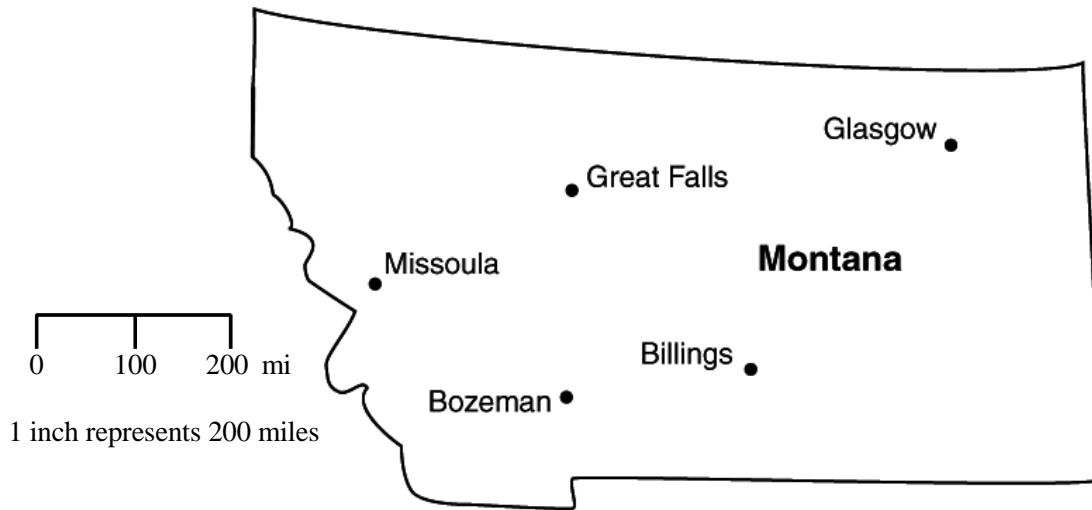 Glasgow
Great Falls
Montana
Missoula
Billings
0 100 200 mi
Bozeman
1 inch represents 200 miles